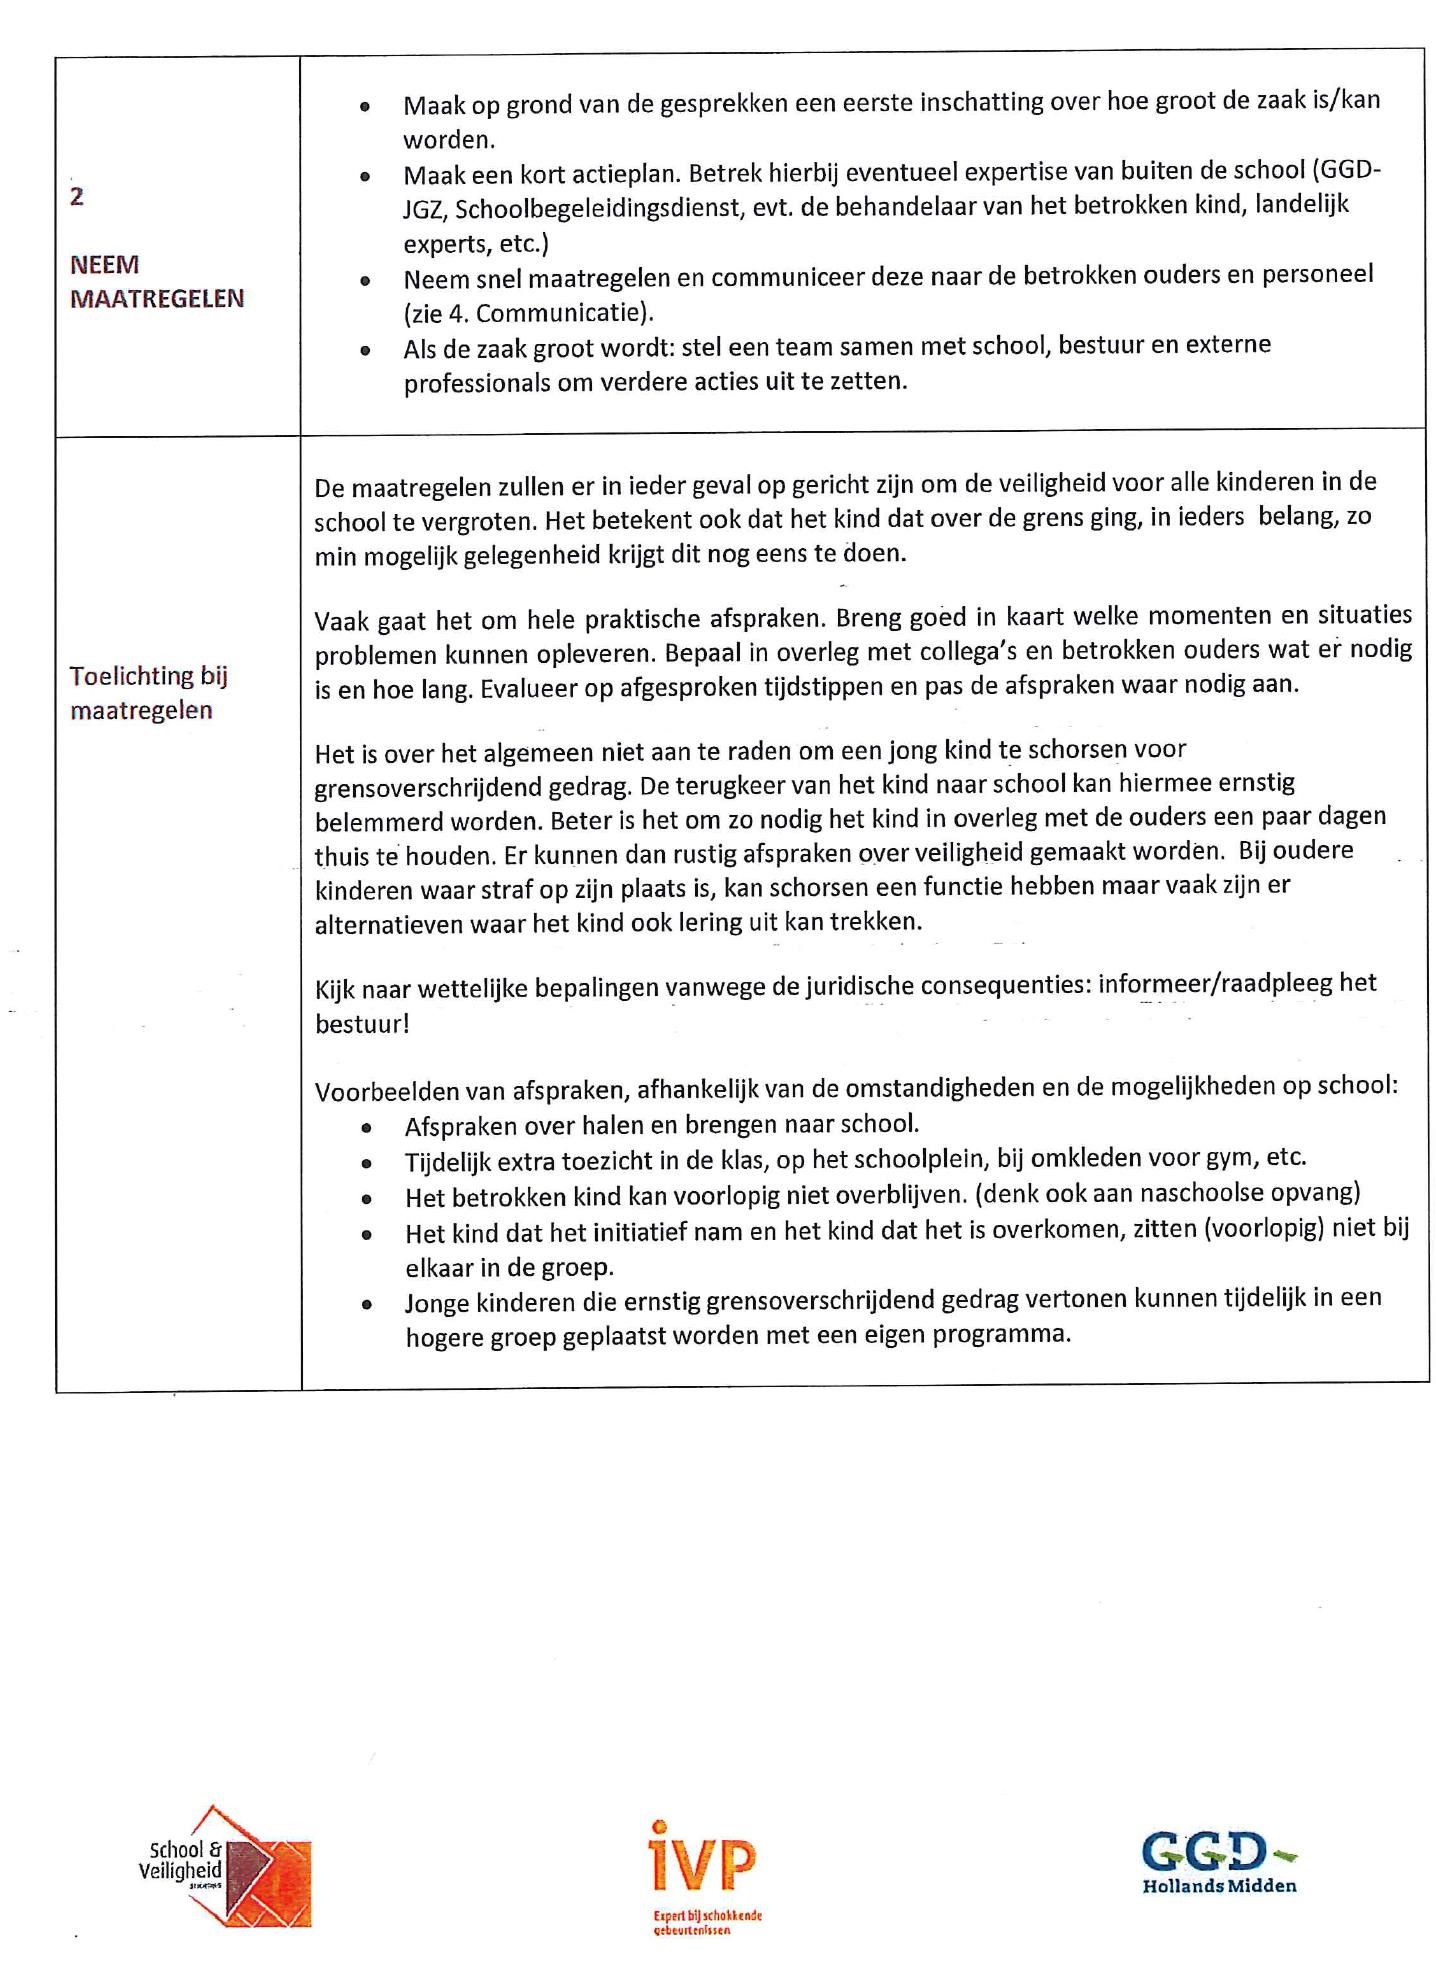 2
NEEM
MAATREGELEN
• Maak op grond van de gesprekken een eerste inschatting over hoe groot de zaak is/kan
worden.
• Maak een kort actieplan. Betrek hierbij eventueel expertise van buiten de school (GGD-
JGZ, Schoolbegeleidingsdienst, evt. de behandelaar van het betrokken kind, landelijk
experts, etc.)
• Neem snel maatregelen en communiceer deze naar de betrokken ouders en personeel
(zie 4. Communicatie).
• Als de zaak groot wordt: stel een team samen met school, bestuur en externe
professionals om verdere acties uit te zetten.
Toelichting bij
maatregelen
De maatregelen zullen er in ieder geval op gericht zijn om de veiligheid voor alle kinderen in de
school te vergroten. Het betekent ook dat het kind dat over de grens ging, in ieders belang, zo
min mogelijk gelegenheid krijgt dit nog eens te doen.
Vaak gaat het om hele praktische afspraken. Breng goed in kaart welke momenten en situaties
problemen kunnen opleveren. Bepaal in overleg met collega's en betrokken ouders wat er nodig
is en hoe lang. Evalueer op afgesproken tijdstippen en pas de afspraken waar nodig aan.
Het is over het algemeen niet aan te raden om een jong kind te schorsen voor
grensoverschrijdend gedrag. De terugkeer van het kind naar school kan hiermee ernstig
belemmerd worden. Beter is het om zo nodig het kind in overleg met de ouders een paar dagen
thuis te houden. Er kunnen dan rustig afspraken over veiligheid gemaakt worden. Bij oudere
kinderen waar straf op zijn plaats is, kan schorsen een functie hebben maar vaak zijn er
alternatieven waar het kind ook lering uit kan trekken.
Kijk naar wettelijke bepalingen vanwege de juridische consequenties: informeer/raadpleeg het
bestuur!
Voorbeelden van afspraken, afhankelijk van de omstandigheden en de mogelijkheden op school:
• Afspraken over halen en brengen naar school.
• Tijdelijk extra toezicht in de klas, op het schoolplein, bij omkleden voor gym, etc.
• Het betrokken kind kan voorlopig niet overblijven. (denk ook aan naschoolse opvang)
• Het kind dat het initiatief nam en het kind dat het is overkomen, zitten (voorlopig) niet bij
elkaar in de groep.
• Jonge kinderen die ernstig grensoverschrijdend gedrag vertonen kunnen tijdelijk in een
hogere groep geplaatst worden met een eigen programma.
School &
Veiligheid
ivp
Expert bij schokkende
gebeurtenissen
GGD
Hollands Midden